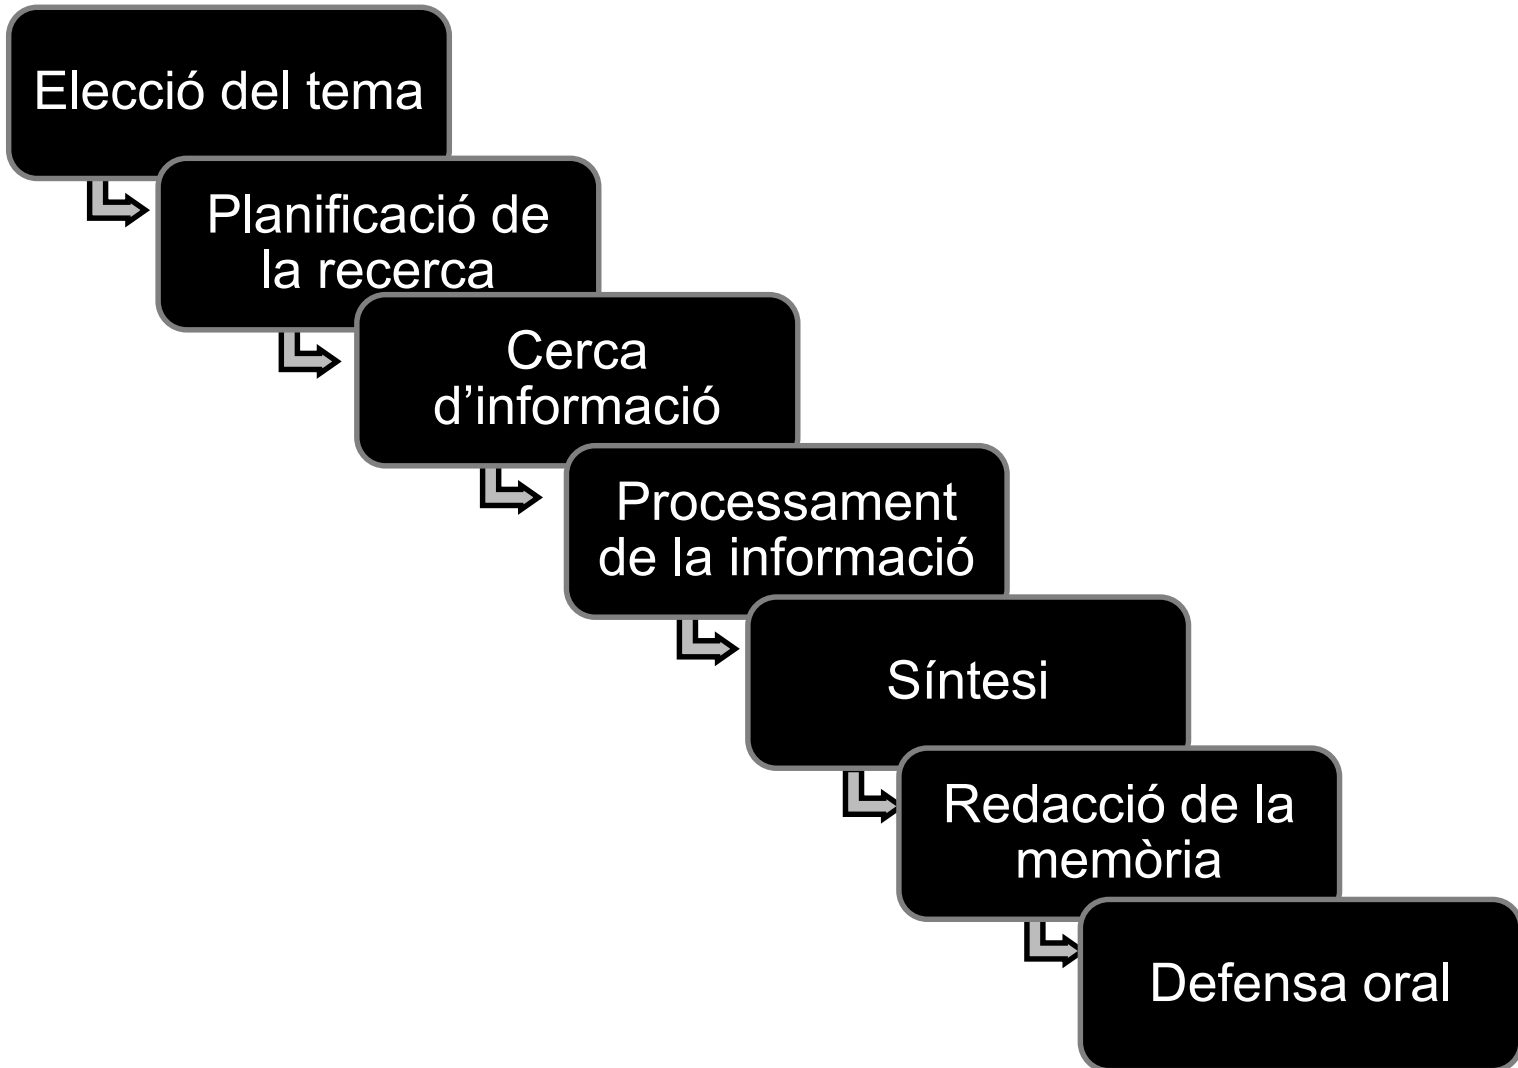 Elecció del tema
Planificació de
la recerca
Cerca
d’informació
Processament
de la informació
Síntesi
Redacció de la
memòria
Defensa oral